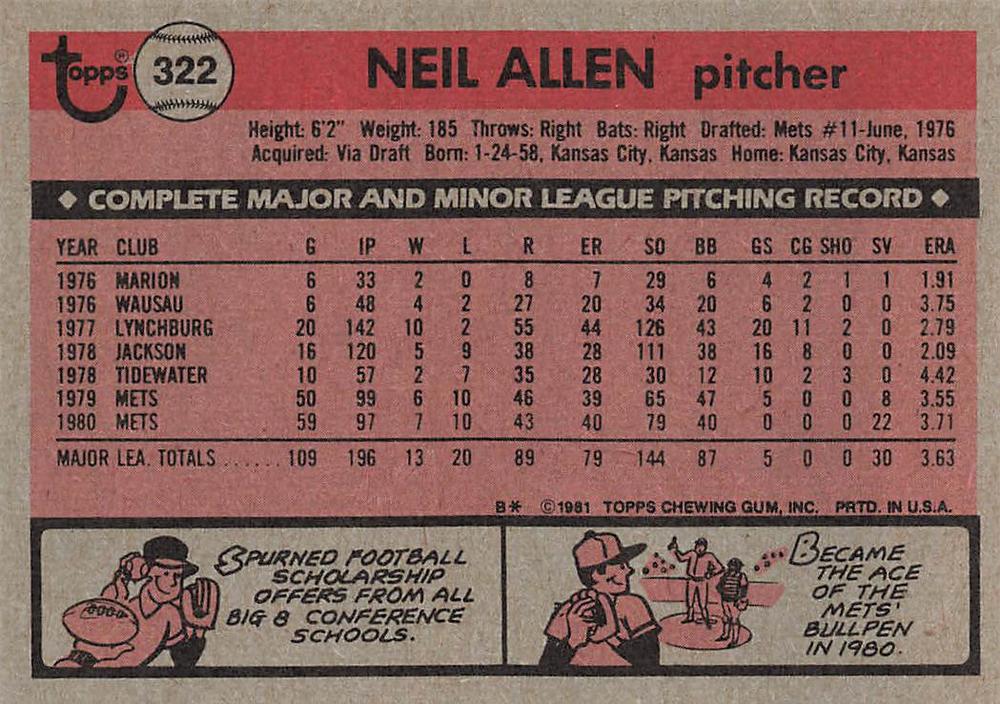 Topps® 322 NEIL ALLEN pitcher
Height: 6'2" Weight: 185 Throws: Right Bats: Right Drafted: Mets #11-June, 1976
Acquired: Via Draft Born: 1-24-58, Kansas City, Kansas Home: Kansas City, Kansas
◆ COMPLETE MAJOR AND MINOR LEAGUE PITCHING RECORD ◆
YEAR CLUB G IP W L R ER SO BB GS CG SHO SV ERA
1976 MARION 6 33 2 0 8 7 29 6 4 2 1 1 1.91
1976 WAUSAU 6 48 4 2 27 20 34 20 6 2 0 0 3.75
1977 LYNCHBURG 20 142 10 2 55 44 126 43 20 11 2 0 2.79
1978 JACKSON 16 120 5 9 38 28 111 38 16 8 0 0 2.09
1978 TIDEWATER 10 57 2 7 35 28 30 12 10 2 3 0 4.42
1979 METS 50 99 6 10 46 39 65 47 5 0 0 8 3.55
1980 METS 59 97 7 10 43 40 79 40 0 0 0 22 3.71
MAJOR LEA. TOTALS ...... 109 196 13 20 89 79 144 87 5 0 0 30 3.63
B* ©1981 TOPPS CHEWING GUM, INC. PRTD. IN U.S.A.
SPURNED FOOTBALL
SCHOLARSHIP
OFFERS FROM ALL
BIG 8 CONFERENCE
SCHOOLS.
BECAME
THE ACE
OF THE
METS'
BULLPEN
IN 1980.